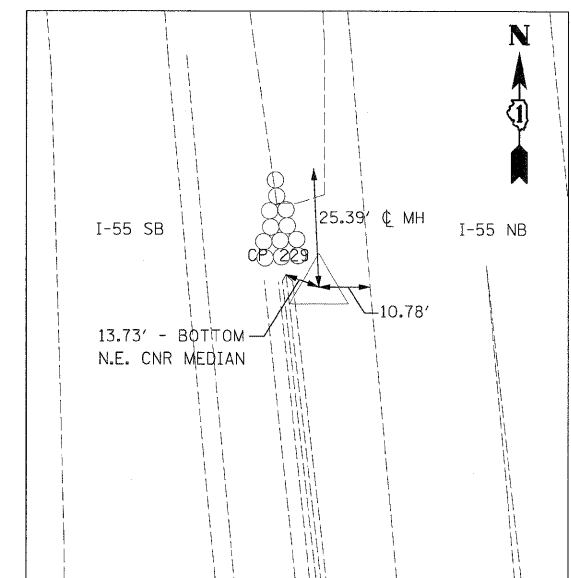 N
1
I-55 SB
25.39' ℄ MH
I-55 NB
CP 229
10.78'
13.73' - BOTTOM
N.E. CNR MEDIAN